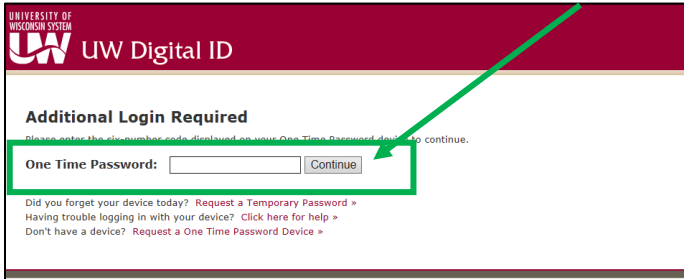 UNIVERSITY OF
WISCONSIN SYSTEM
UW Digital ID
Additional Login Required
Please enter the six-number code displayed on your One Time Password device to continue.
One Time Password: Continue
Did you forget your device today? Request a Temporary Password »
Having trouble logging in with your device? Click here for help »
Don't have a device? Request a One Time Password Device »